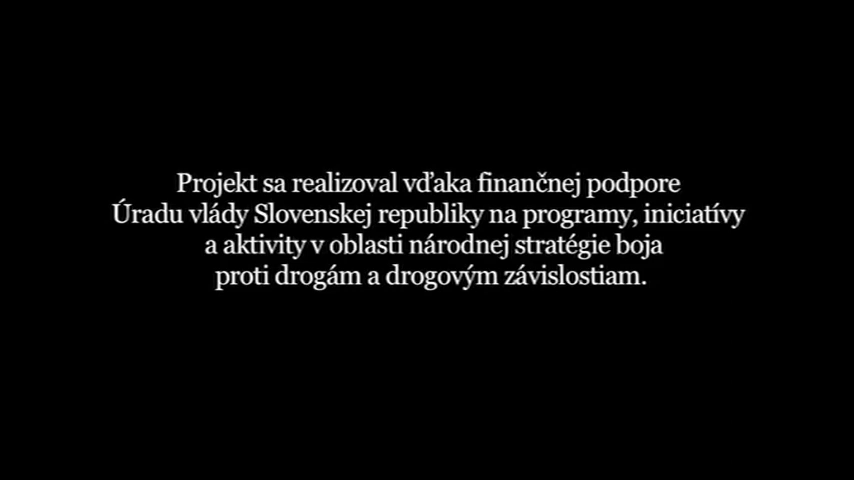 Projekt sa realizoval vďaka finančnej podpore
Úradu vlády Slovenskej republiky na programy, iniciatívy
a aktivity v oblasti národnej stratégie boja
proti drogám a drogovým závislostiam.